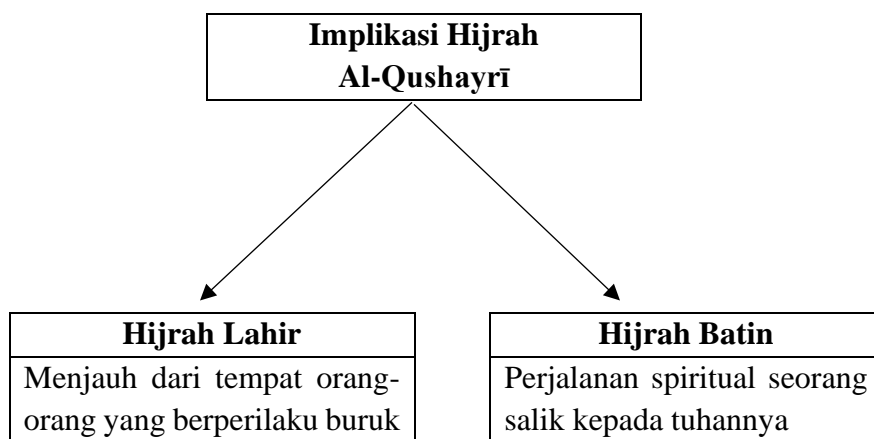 Implikasi Hijrah
Al-Qushayrī
Hijrah Lahir
Menjauh dari tempat orang-
orang yang berperilaku buruk
Hijrah Batin
Perjalanan spiritual seorang
salik kepada tuhannya